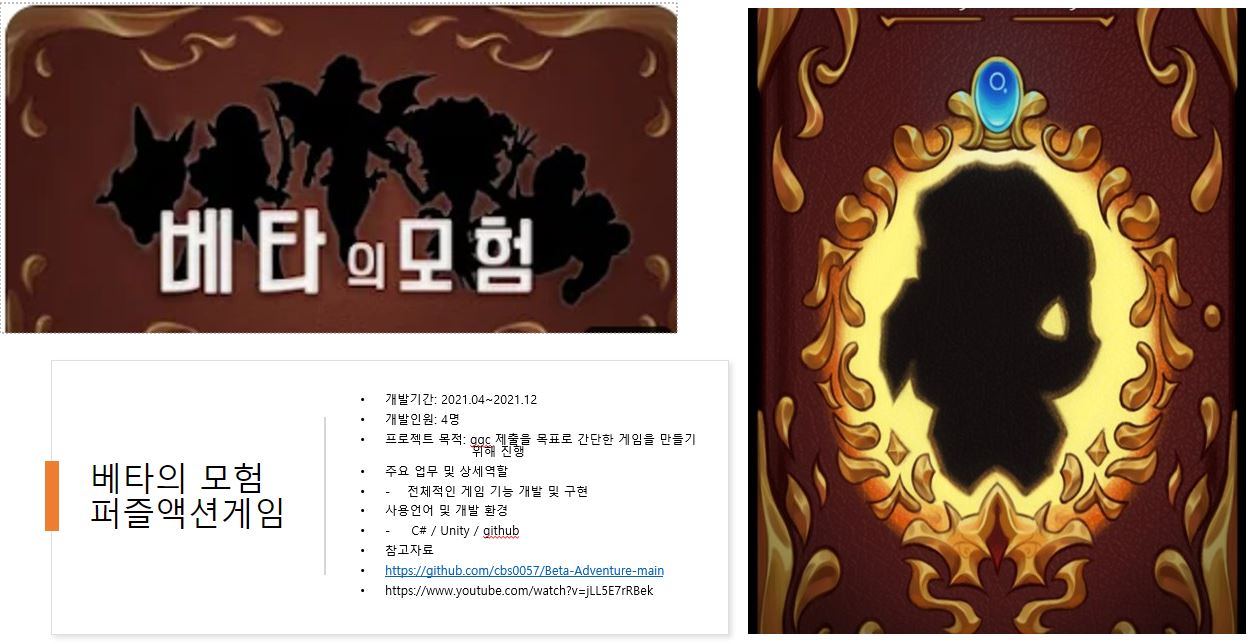 베타의 모험
베타의 모험
퍼즐액션게임
• 개발기간: 2021.04~2021.12
• 개발인원: 4명
• 프로젝트 목적: ggc 제출을 목표로 간단한 게임을 만들기
위해 진행
• 주요 업무 및 상세역할
• - 전체적인 게임 기능 개발 및 구현
• 사용언어 및 개발 환경
• - C# / Unity / github
• 참고자료
• https://github.com/cbs0057/Beta-Adventure-main
• https://www.youtube.com/watch?v=jLL5E7rRBek